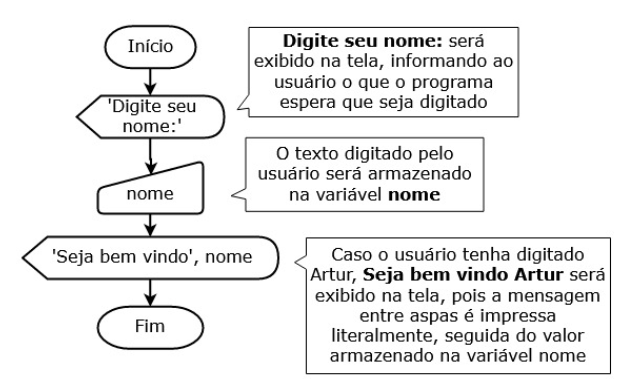 Início
Digite seu nome: será
exibido na tela, informando ao
usuário o que o programa
espera que seja digitado
'Digite seu
nome:'
O texto digitado pelo
usuário será armazenado
na variável nome
nome
'Seja bem vindo', nome
Caso o usuário tenha digitado
Artur, Seja bem vindo Artur será
exibido na tela, pois a mensagem
entre aspas é impressa
literalmente, seguida do valor
armazenado na variável nome
Fim